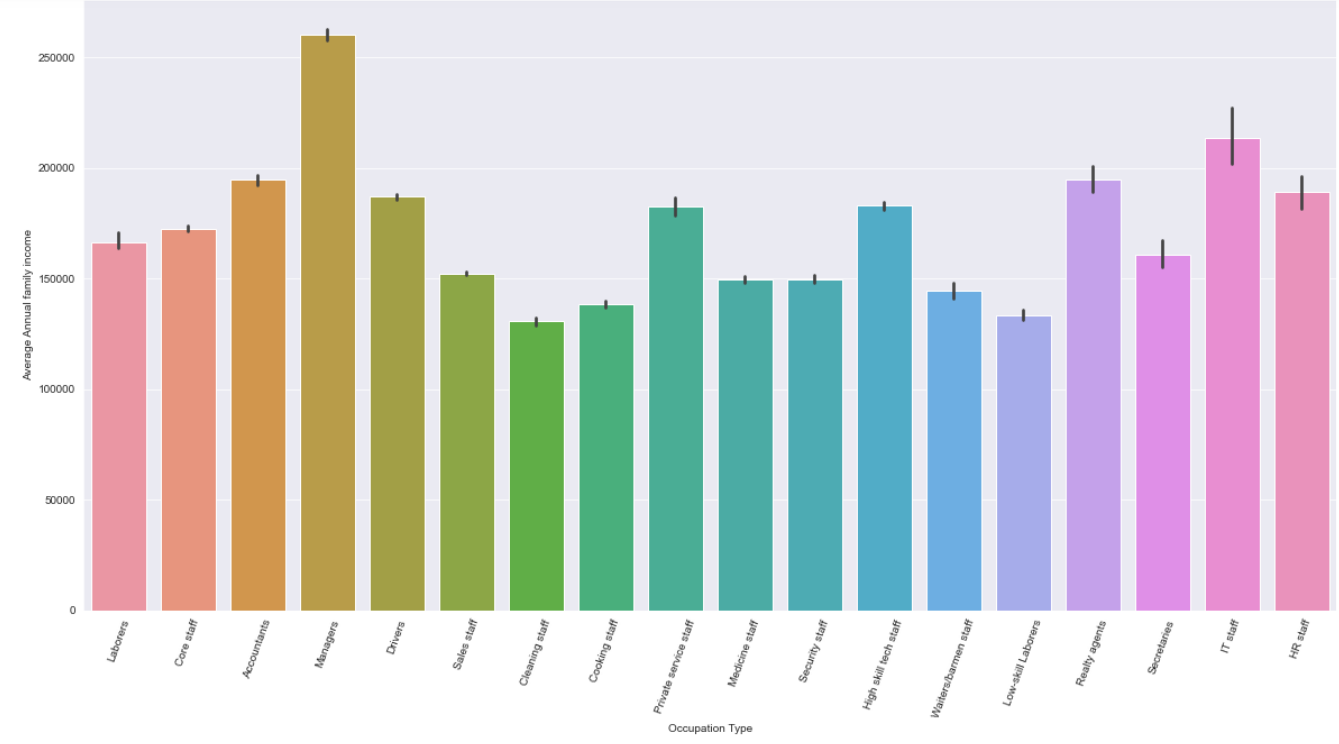 250000
200000
150000
100000
50000
0
Average Annual family income
Laborers
Core staff
Accountants
Managers
Drivers
Sales staff
Cleaning staff
Cooking staff
Private service staff
Medicine staff
Security staff
High skill tech staff
Waiters/barmen staff
Low-skill Laborers
Realty agents
Secretaries
IT staff
HR staff
Occupation Type